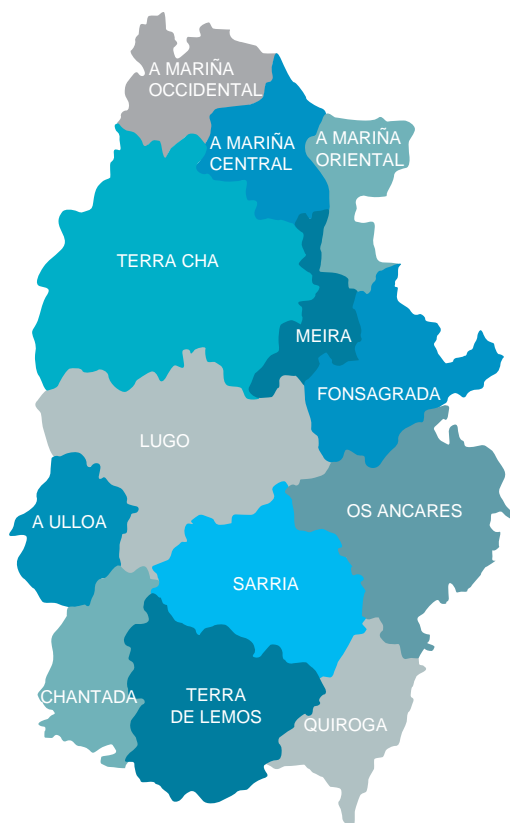 A MARIÑA
OCCIDENTAL
A MARIÑA
CENTRAL
A MARIÑA
ORIENTAL
TERRA CHA
MEIRA
FONSAGRADA
LUGO
OS ANCARES
A ULLOA
SARRIA
CHANTADA
TERRA
DE LEMOS
QUIROGA